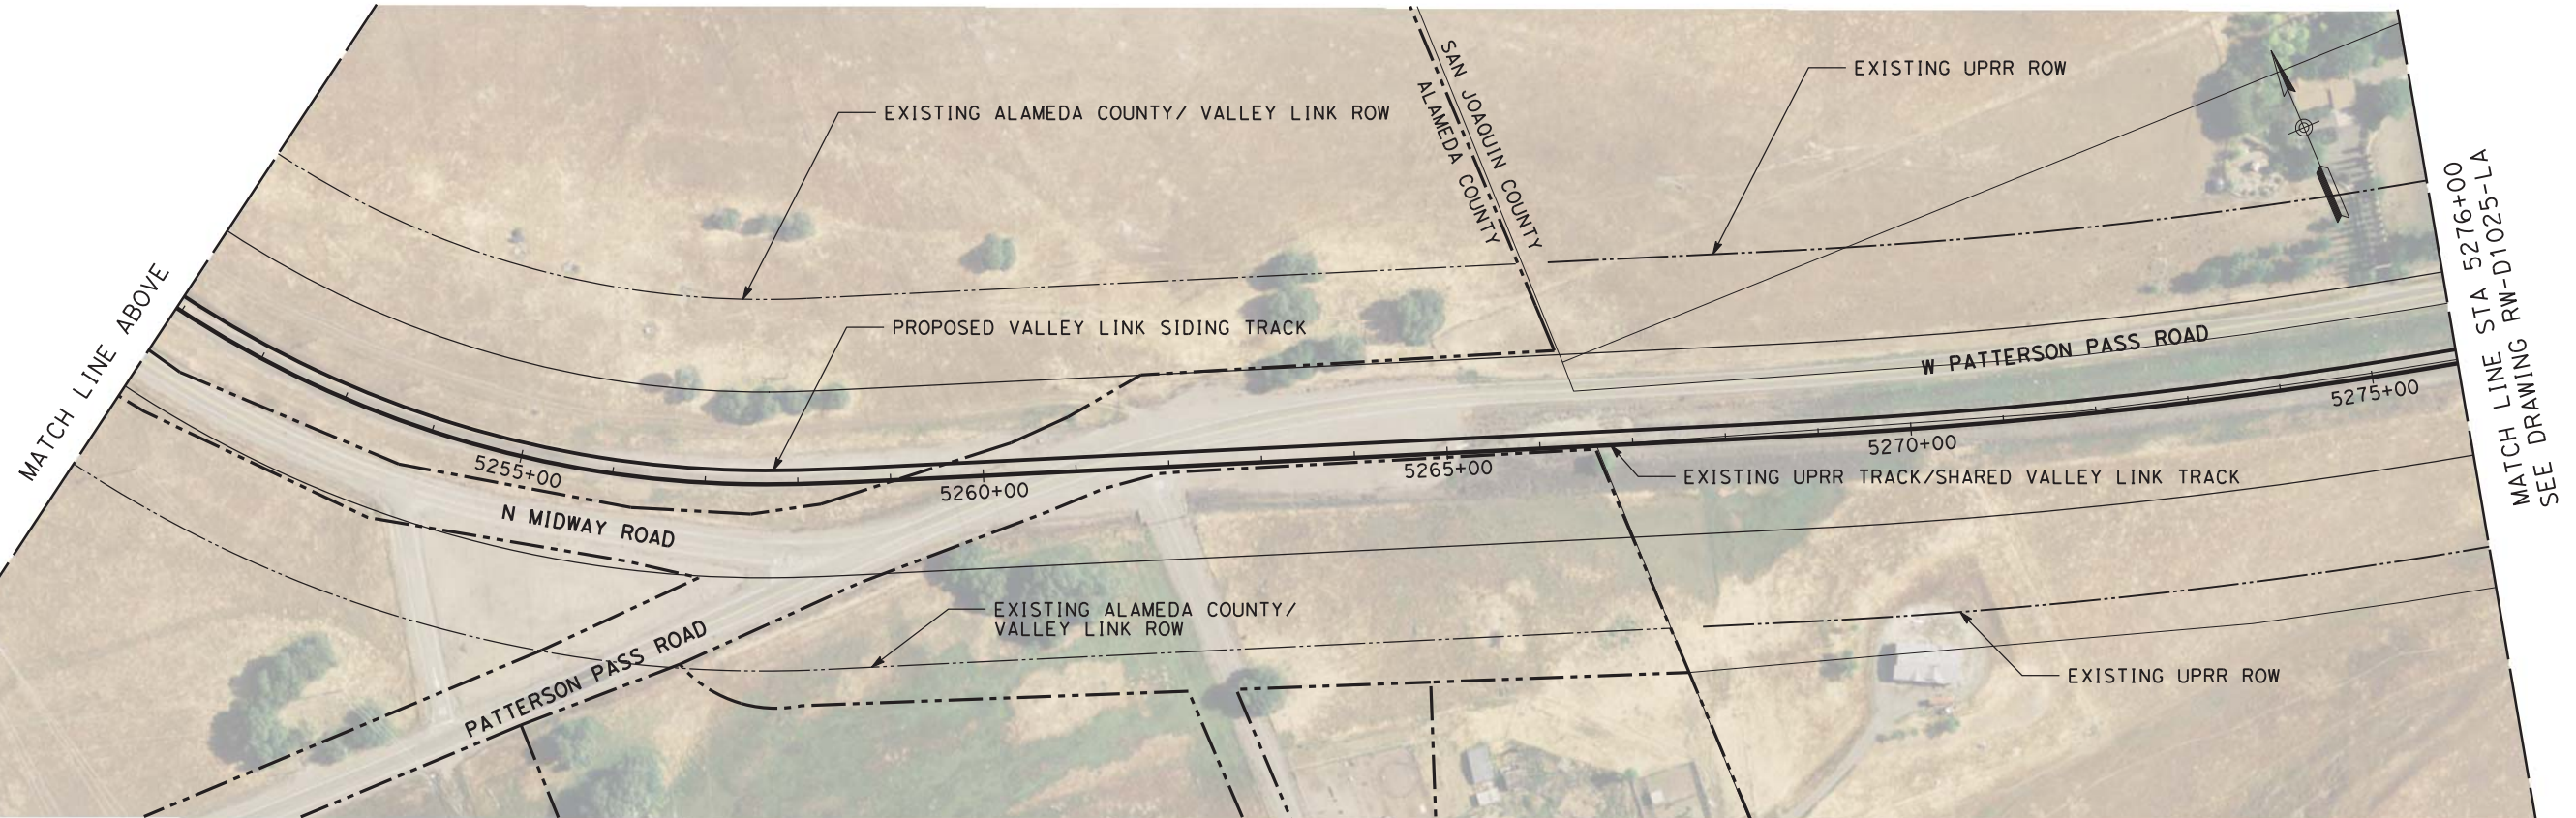 EXISTING UPRR ROW
EXISTING ALAMEDA COUNTY/ VALLEY LINK ROW
SAN JOAQUIN COUNTY
ALAMEDA COUNTY
MATCH LINE ABOVE
MATCH LINE STA 5276+00
SEE DRAWING RW-D1025-LA
PROPOSED VALLEY LINK SIDING TRACK
W PATTERSON PASS ROAD
5255+00
5260+00
5265+00
5270+00
5275+00
EXISTING UPRR TRACK/SHARED VALLEY LINK TRACK
N MIDWAY ROAD
EXISTING ALAMEDA COUNTY/
VALLEY LINK ROW
PATTERSON PASS ROAD
EXISTING UPRR ROW